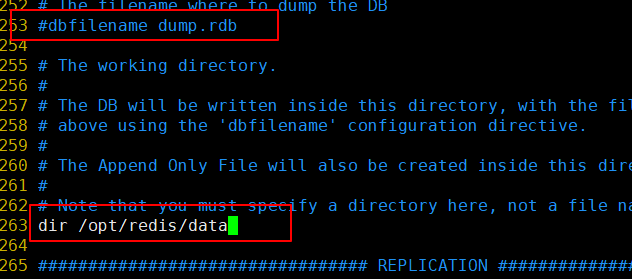 252 # The filename where to dump the DB
253 #dbfilename dump.rdb
254
255 # The working directory.
256 #
257 # The DB will be written inside this directory, with the
258 # above using the 'dbfilename' configuration directive.
259 #
260 # The Append Only File will also be created inside this
261 #
262 # Note that you must specify a directory here, not a file
263 dir /opt/redis/data
264
265 ################################ REPLICATION #############